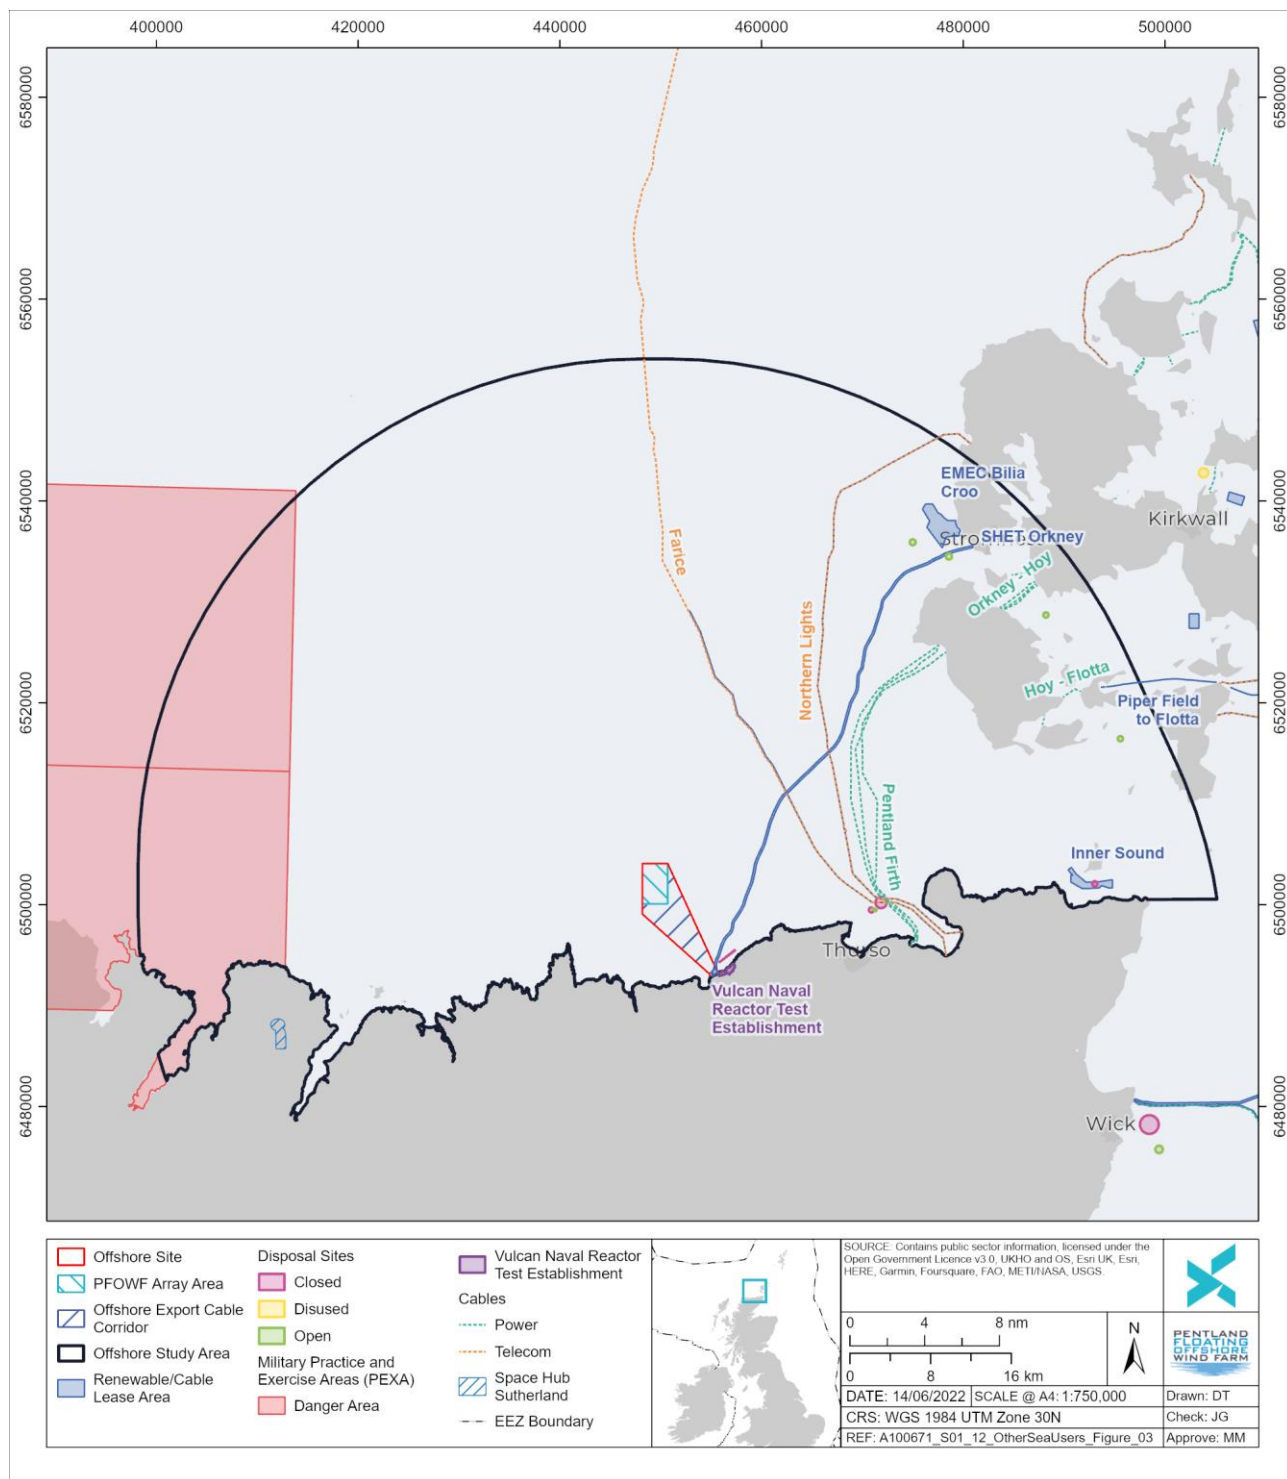 400000 420000 440000 460000 480000 500000
6580000 6580000
6560000 6560000
6540000 6540000
6520000 6520000
6500000 6500000
6480000 6480000
EMEC Bilia
Croo
Stromness
SHET Orkney
Kirkwall
Farice
Orkney - Hoy
Northern Lights
Hoy - Flotta
Piper Field
to Flotta
Pentland Firth
Inner Sound
Thurso
Vulcan Naval
Reactor Test
Establishment
Wick
Offshore Site
PFOWF Array Area
Offshore Export Cable
Corridor
Offshore Study Area
Renewable/Cable
Lease Area
Disposal Sites
Closed
Disused
Open
Military Practice and
Exercise Areas (PEXA)
Danger Area
Vulcan Naval Reactor
Test Establishment
Cables
Power
Telecom
Space Hub
Sutherland
EEZ Boundary
SOURCE: Contains public sector information, licensed under the
Open Government Licence v3.0, UKHO and OS, Esri UK, Esri,
HERE, Garmin, Foursquare, FAO, METI/NASA, USGS.
0 4 8 nm
0 8 16 km
N
PENTLAND
FLOATING
OFFSHORE
WIND FARM
DATE: 14/06/2022 SCALE @ A4: 1:750,000 Drawn: DT
CRS: WGS 1984 UTM Zone 30N Check: JG
REF: A100671_S01_12_OtherSeaUsers_Figure_03 Approve: MM